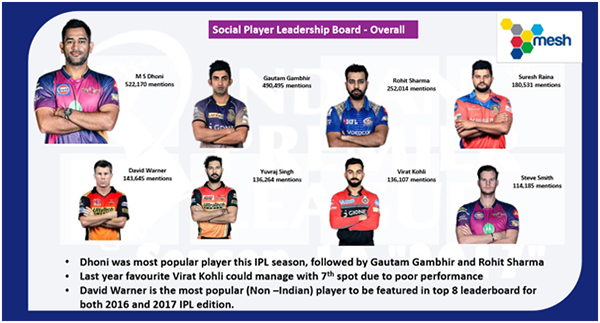 Social Player Leadership Board - Overall
mesh
M S Dhoni
522,170 mentions
Gautam Gambhir
490,495 mentions
Rohit Sharma
252,014 mentions
Suresh Raina
180,531 mentions
David Warner
143,645 mentions
Yuvraj Singh
136,264 mentions
Virat Kohli
136,107 mentions
Steve Smith
114,185 mentions
• Dhoni was most popular player this IPL season, followed by Gautam Gambhir and Rohit Sharma
• Last year favourite Virat Kohli could manage with 7th spot due to poor performance
• David Warner is the most popular (Non –Indian) player to be featured in top 8 leaderboard for
both 2016 and 2017 IPL edition.